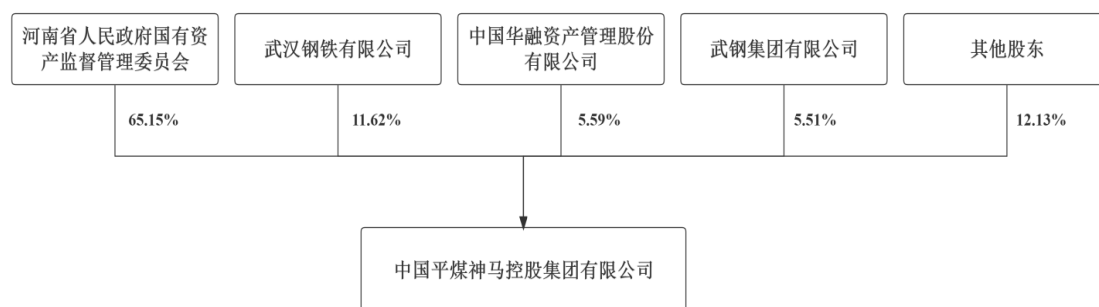 河南省人民政府国有资
产监督管理委员会
武汉钢铁有限公司
中国华融资产管理股份
有限公司
武钢集团有限公司
其他股东
65.15%
11.62%
5.59%
5.51%
12.13%
中国平煤神马控股集团有限公司